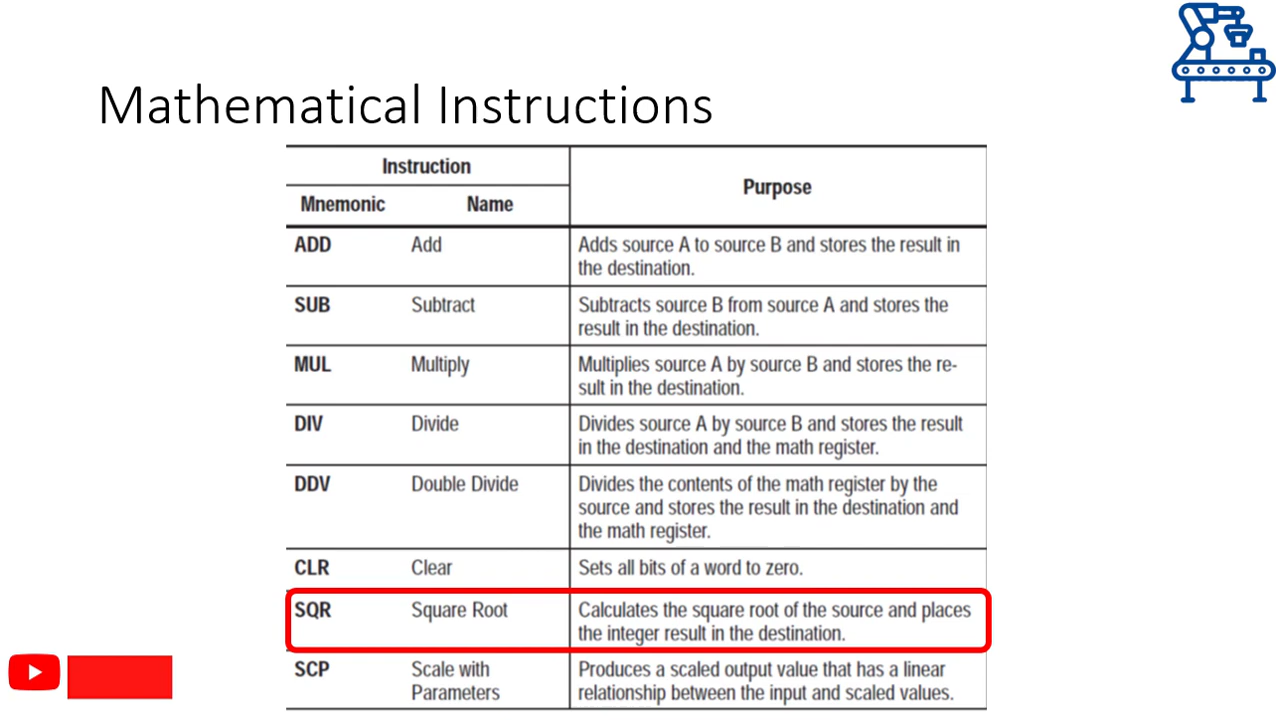 Mathematical Instructions
Instruction
Purpose
Mnemonic Name
ADD Add Adds source A to source B and stores the result in
the destination.
SUB Subtract Subtracts source B from source A and stores the
result in the destination.
MUL Multiply Multiplies source A by source B and stores the re-
sult in the destination.
DIV Divide Divides source A by source B and stores the result
in the destination and the math register.
DDV Double Divide Divides the contents of the math register by the
source and stores the result in the destination and
the math register.
CLR Clear Sets all bits of a word to zero.
SQR Square Root Calculates the square root of the source and places
the integer result in the destination.
SCP Scale with Produces a scaled output value that has a linear
Parameters relationship between the input and scaled values.